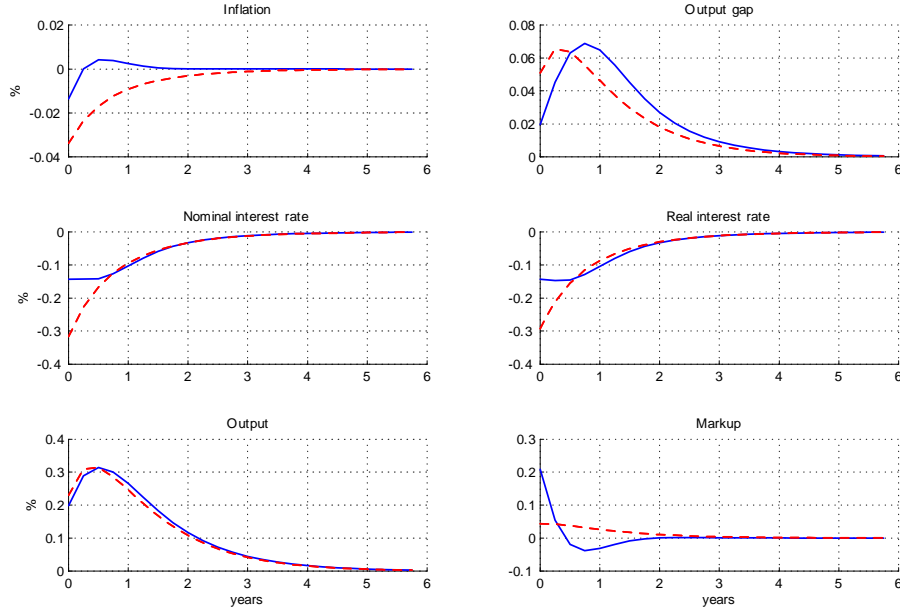 Inflation
0.02
0
-0.02
-0.04
%
0 1 2 3 4 5 6
Output gap
0.08
0.06
0.04
0.02
0
0 1 2 3 4 5 6
Nominal interest rate
0
-0.1
-0.2
-0.3
-0.4
%
0 1 2 3 4 5 6
Real interest rate
0
-0.1
-0.2
-0.3
-0.4
0 1 2 3 4 5 6
Output
0.4
0.3
0.2
0.1
0
%
0 1 2 3 4 5 6
years
Markup
0.3
0.2
0.1
0
-0.1
0 1 2 3 4 5 6
years